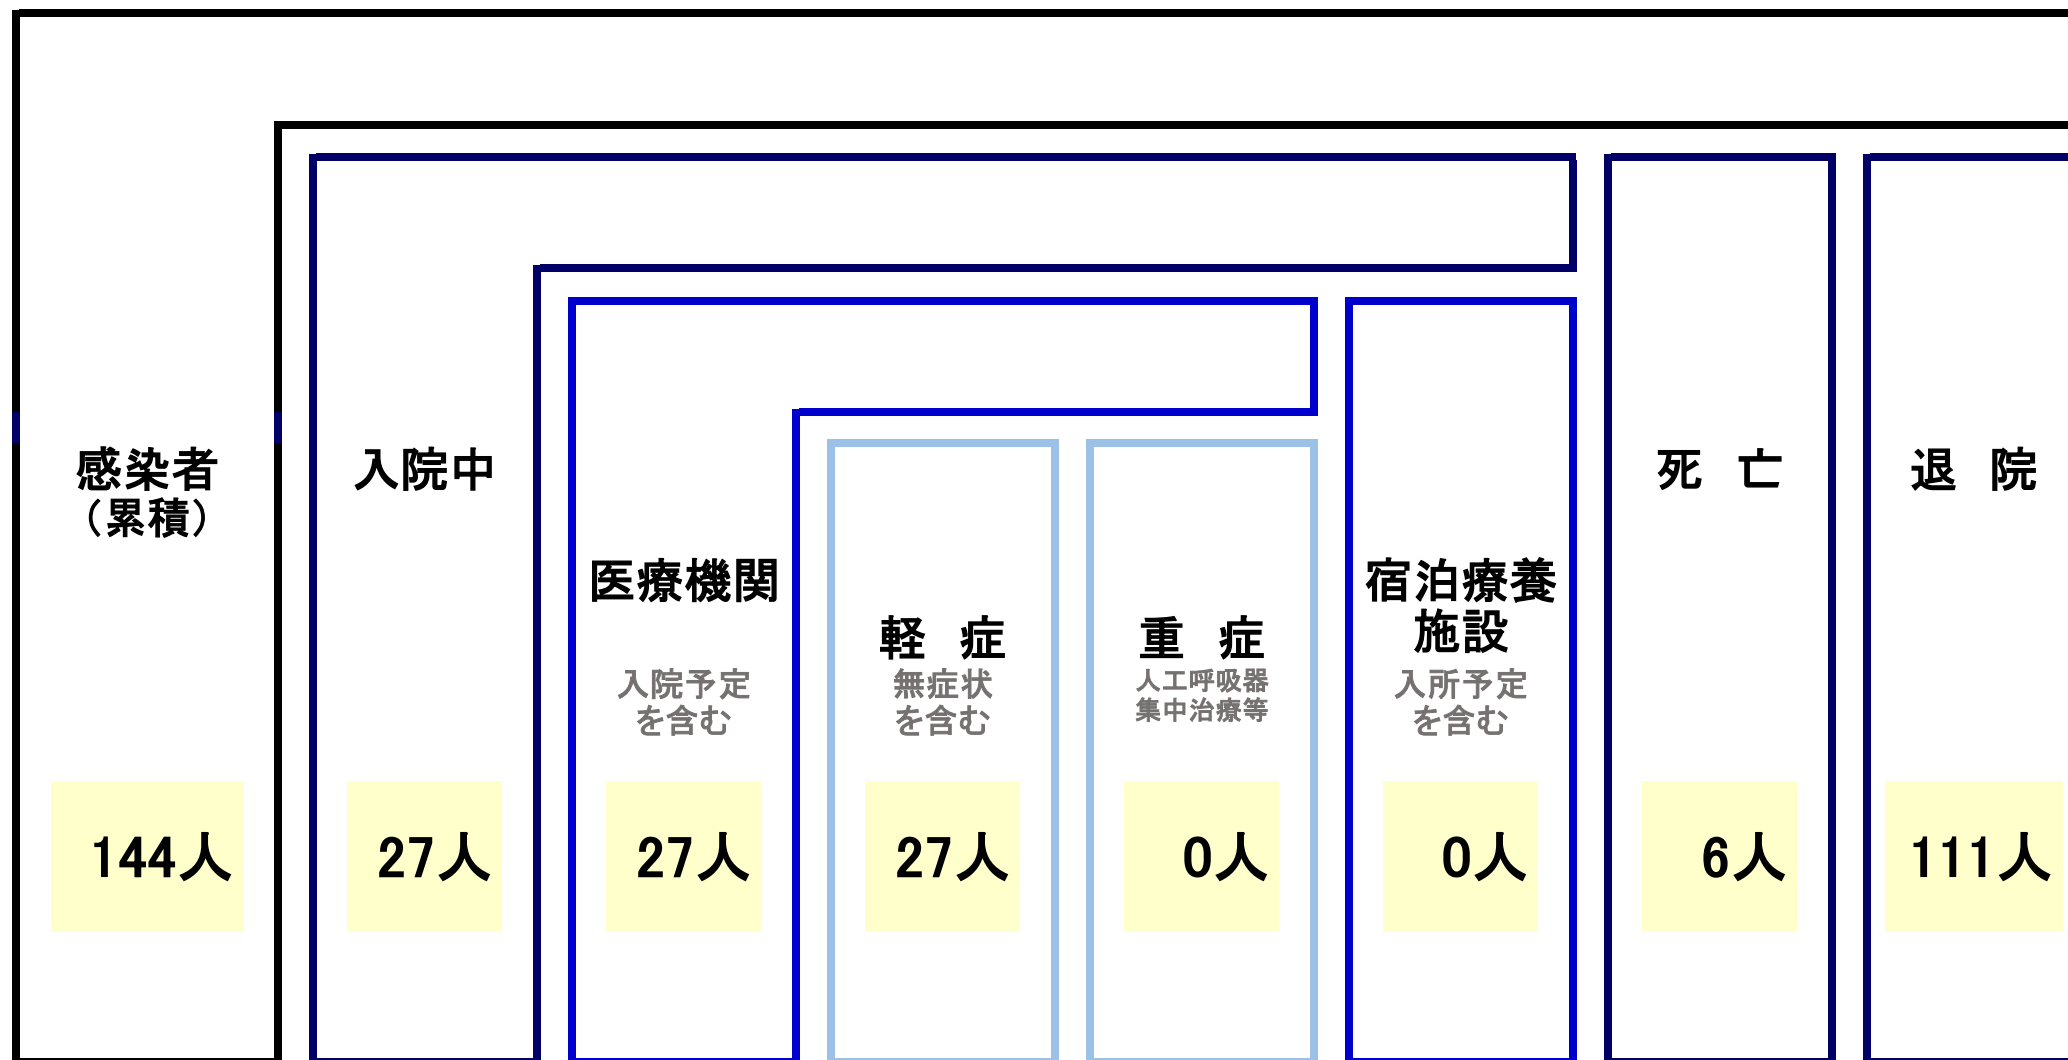 感染者
（累積）
144人
入院中
27人
医療機関
入院予定
を含む
27人
軽　症
無症状
を含む
27人
重　症
人工呼吸器
集中治療等
0人
宿泊療養
施設
入所予定
を含む
0人
死　亡
6人
退　院
111人